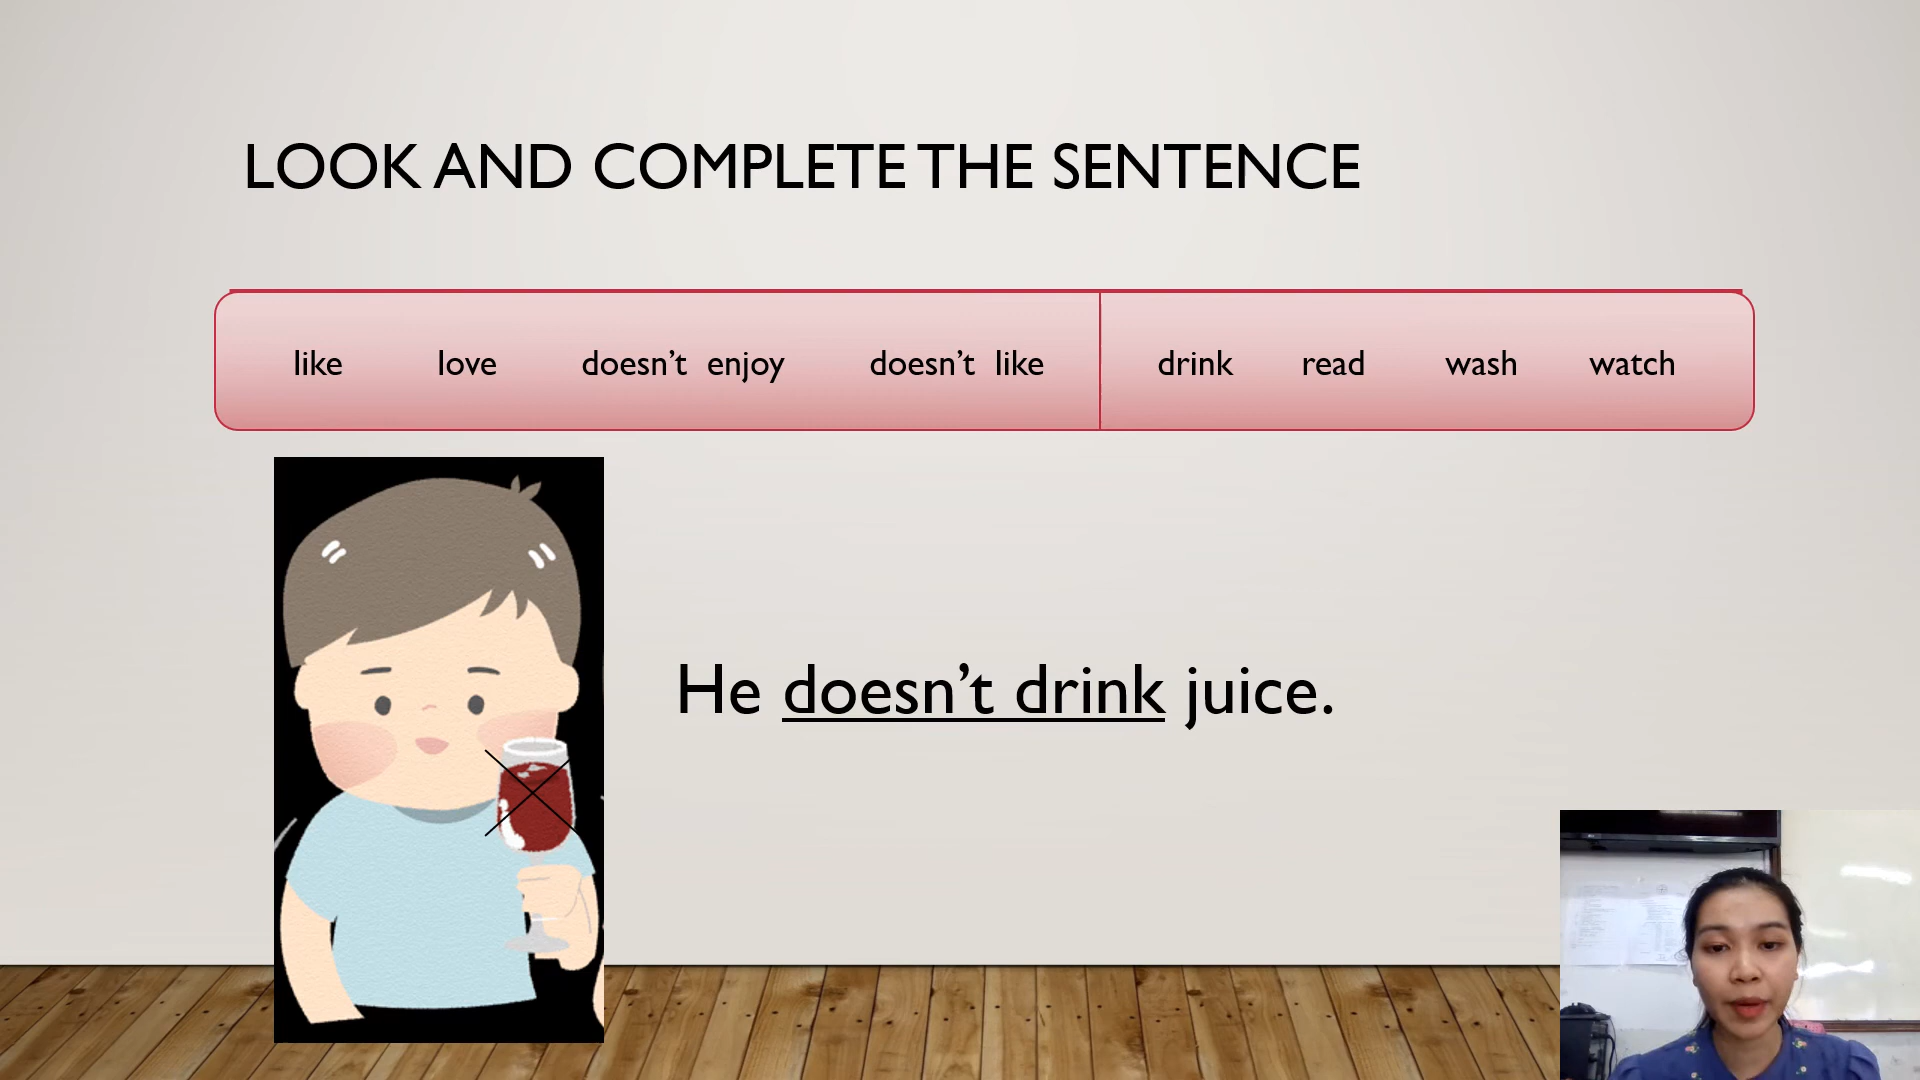 LOOK AND COMPLETE THE SENTENCE
like love doesn’t enjoy doesn’t like drink read wash watch
He doesn’t drink juice.